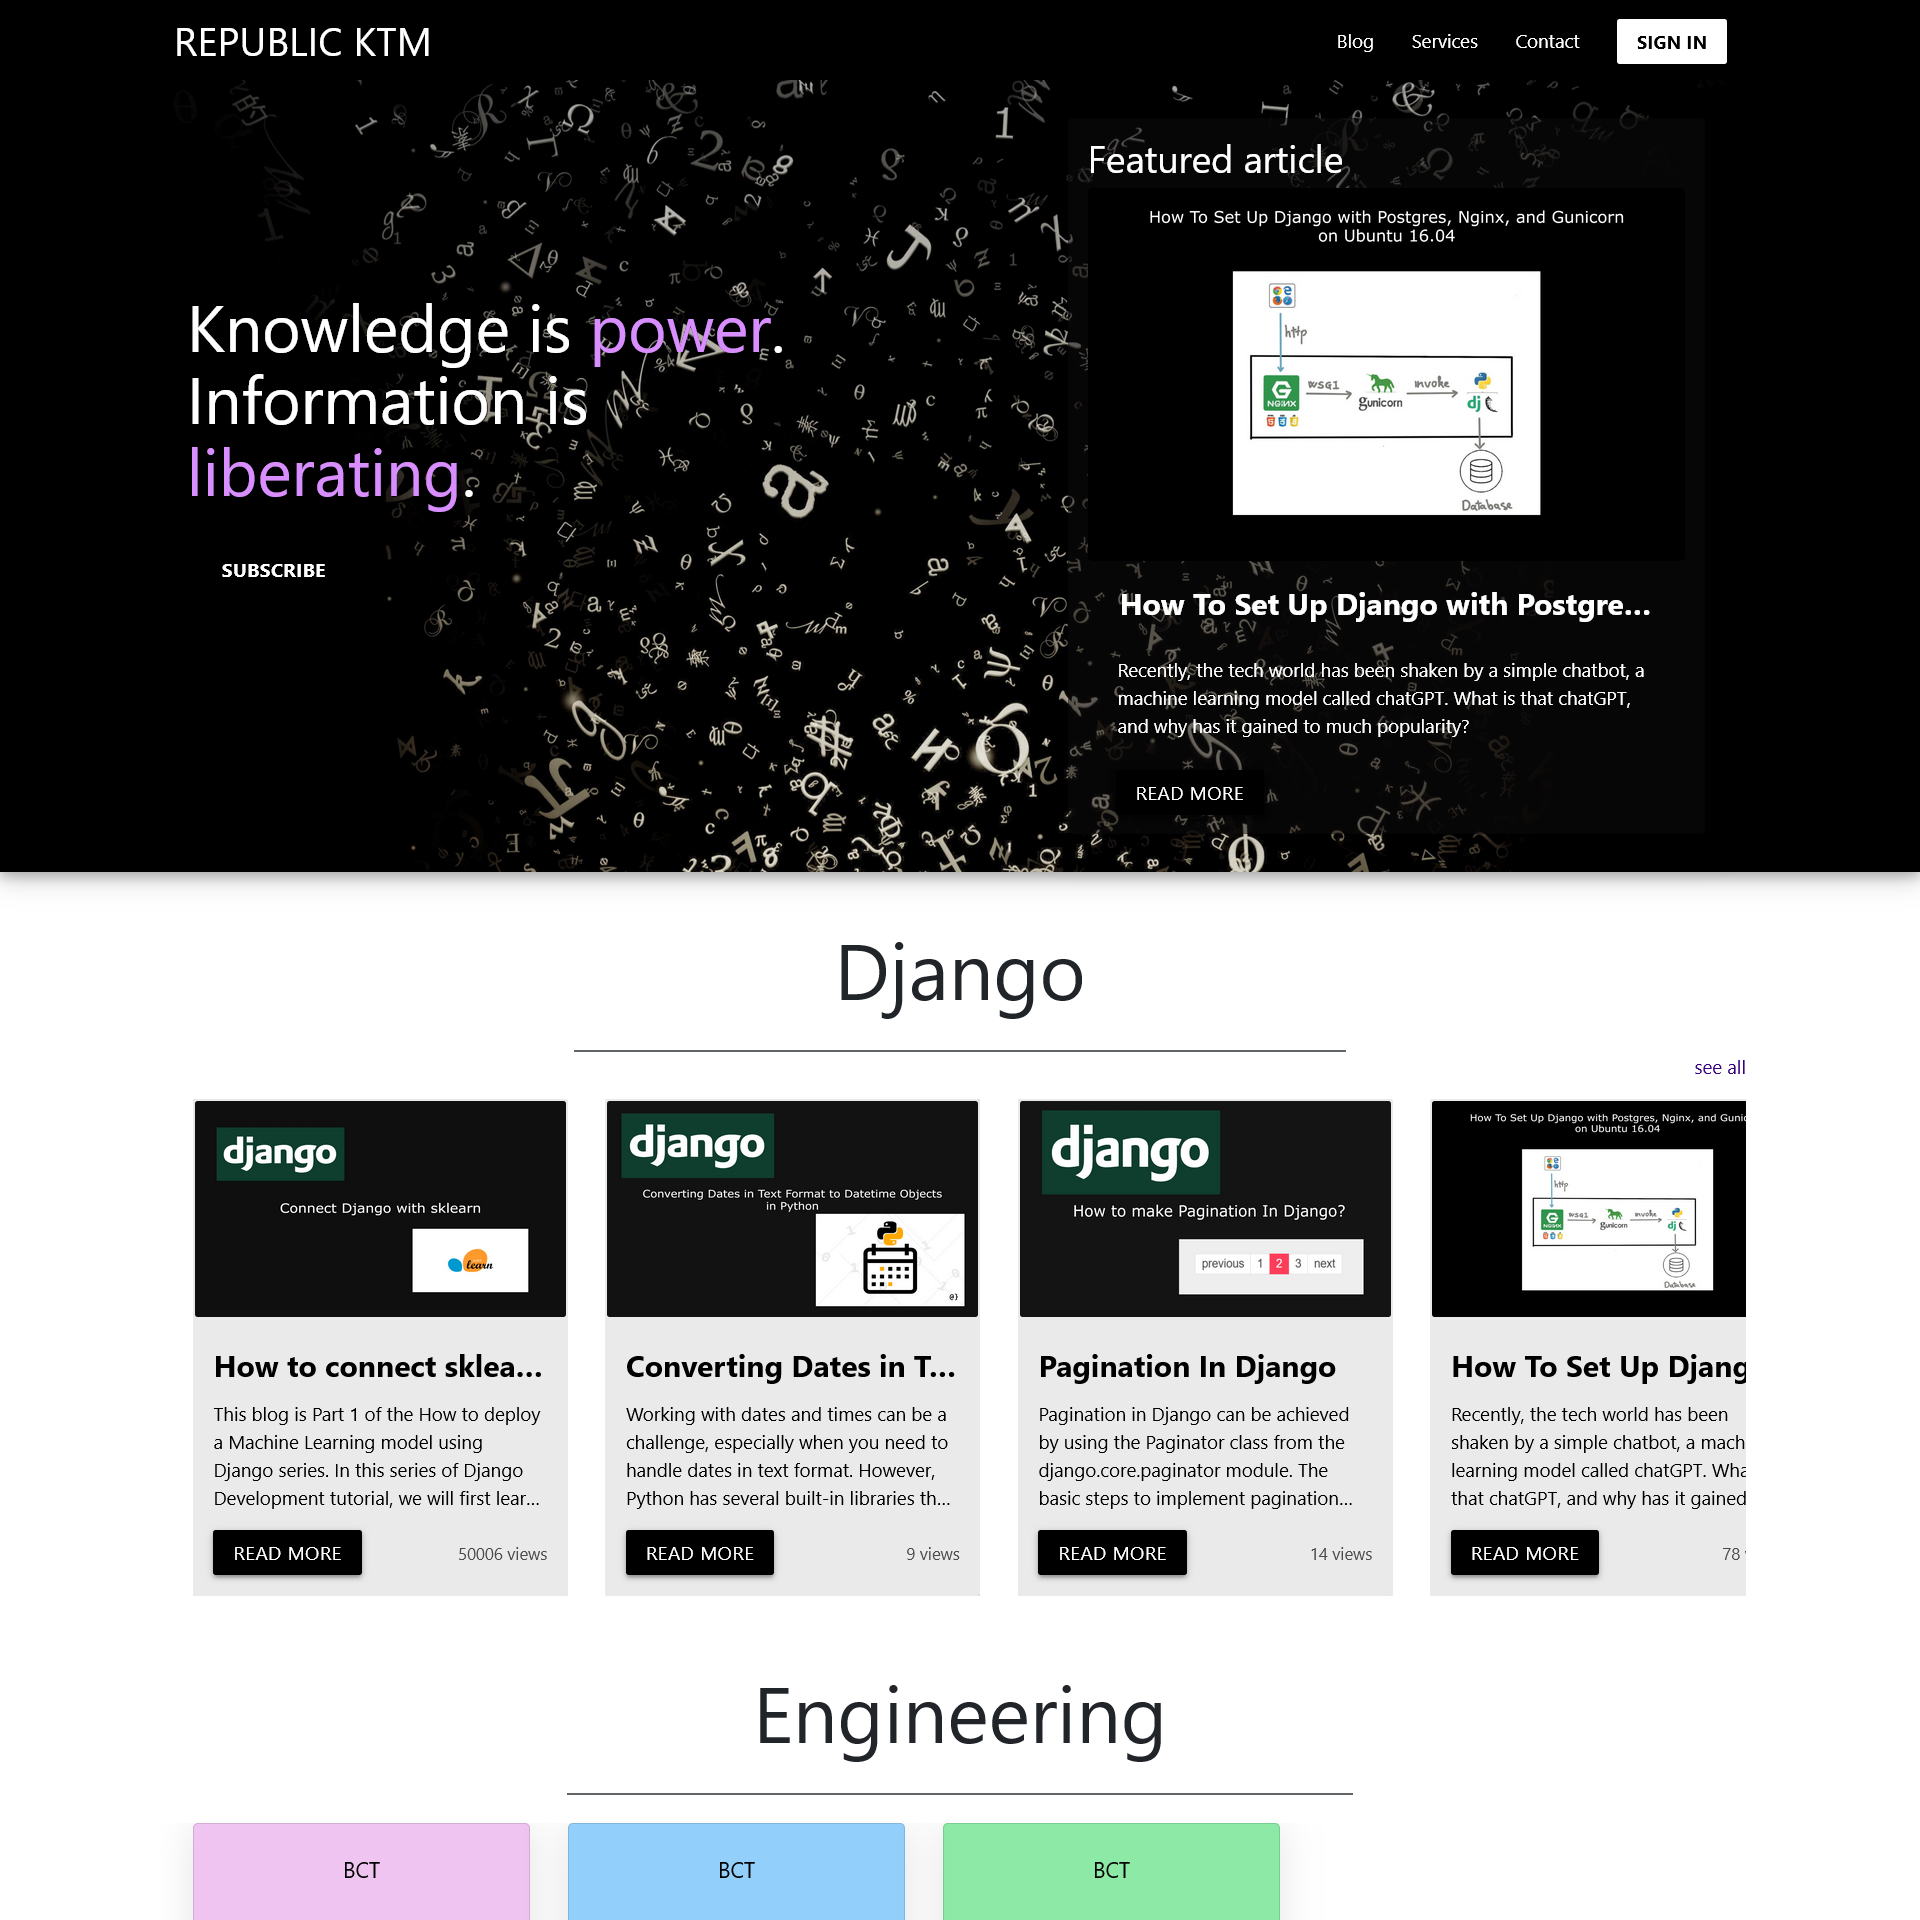 REPUBLIC KTM
Blog
Services
Contact
SIGN IN
Knowledge is power.
Information is
liberating.
SUBSCRIBE
Featured article
How To Set Up Django with Postgres, Nginx, and Gunicorn
on Ubuntu 16.04
http
NGINX
wsgi
gunicorn
invoke
dj
Database
How To Set Up Django with Postgre...
Recently, the tech world has been shaken by a simple chatbot, a
machine learning model called chatGPT. What is that chatGPT,
and why has it gained to much popularity?
READ MORE
Django
see all
django
Connect Django with sklearn
learn
How to connect sklea...
This blog is Part 1 of the How to deploy
a Machine Learning model using
Django series. In this series of Django
Development tutorial, we will first lear...
READ MORE
50006 views
django
Converting Dates in Text Format to Datetime Objects
in Python
@}
Converting Dates in T...
Working with dates and times can be a
challenge, especially when you need to
handle dates in text format. However,
Python has several built-in libraries th...
READ MORE
9 views
django
How to make Pagination In Django?
previous 1 2 3 next
Pagination In Django
Pagination in Django can be achieved
by using the Paginator class from the
django.core.paginator module. The
basic steps to implement pagination...
READ MORE
14 views
How To Set Up Django with Postgres, Nginx, and Gunic
on Ubuntu 16.04
http
NGINX
wsgi
gunicorn
invoke
dj
Database
How To Set Up Djang
Recently, the tech world has been
shaken by a simple chatbot, a mach
learning model called chatGPT. Wha
that chatGPT, and why has it gained
READ MORE
78
Engineering
BCT
BCT
BCT